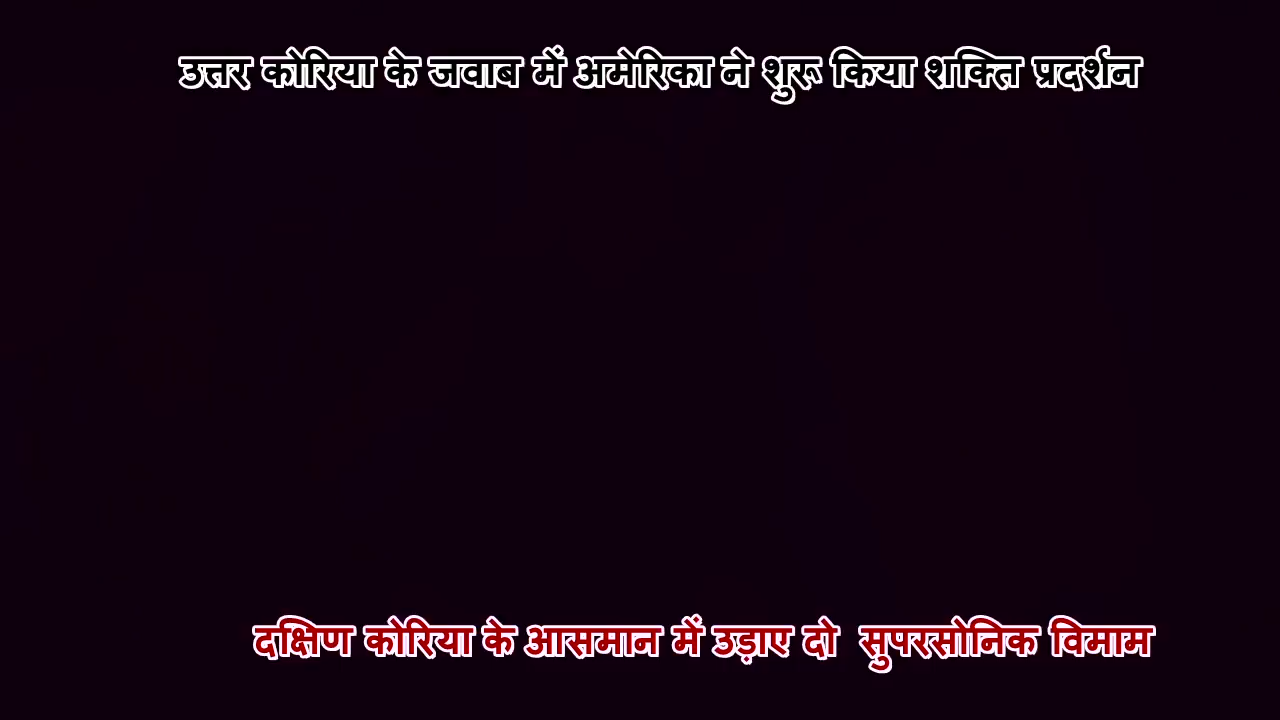 उत्तर कोरिया के जवाब में अमेरिका ने शुरू किया शक्ति प्रदर्शन
दक्षिण कोरिया के आसमान में उड़ाए दो सुपरसोनिक विमाम